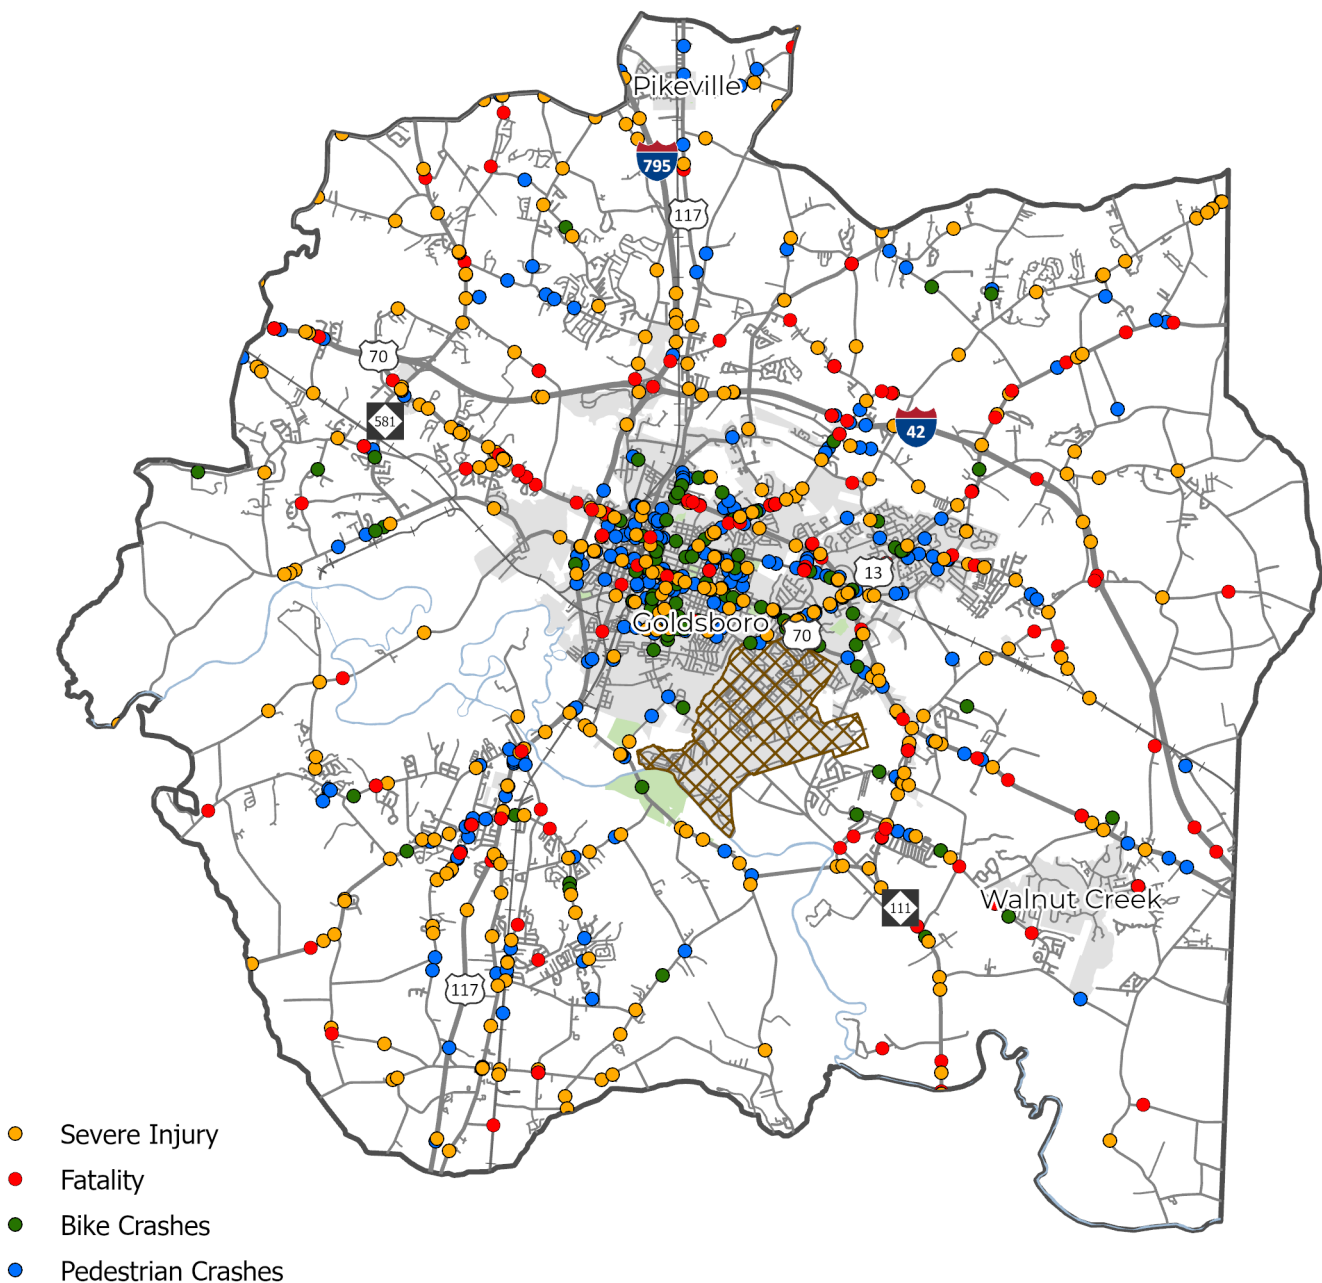 Pikeville
795
117
70
581
42
13
Goldsboro
70
Walnut Creek
111
117
Severe Injury
Fatality
Bike Crashes
Pedestrian Crashes